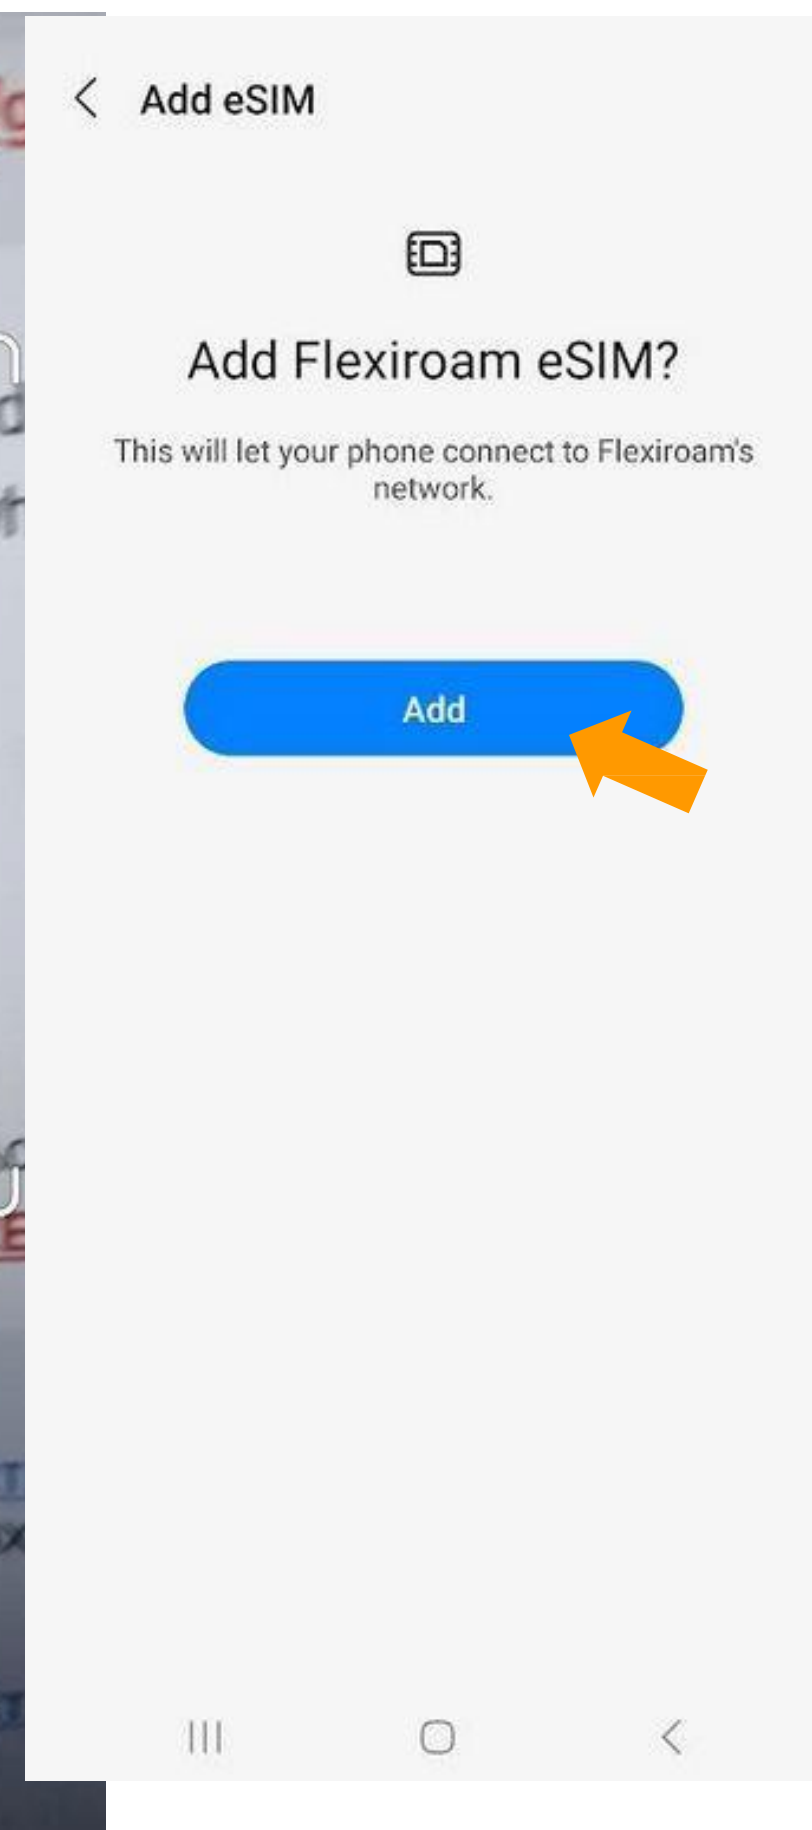 Add eSIM
Add Flexiroam eSIM?
This will let your phone connect to Flexiroam's
network.
Add